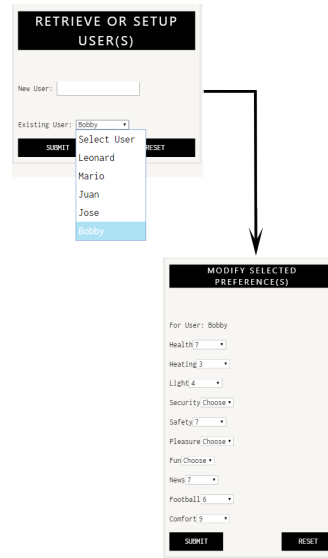 RETRIEVE OR SETUP
USER(S)
New User:
Existing User: Bobby
SUBMIT RESET
Select User
Leonard
Mario
Juan
Jose
Bobby
MODIFY SELECTED
PREFERENCE(S)
For User: Bobby
Health 7
Heating 3
Light 4
Security Choose
Safety 7
Pleasure Choose
Fun Choose
News 7
Football 6
Comfort 9
SUBMIT RESET